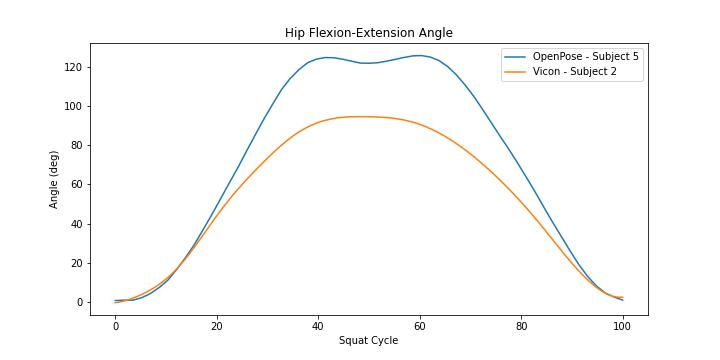 Hip Flexion-Extension Angle
OpenPose - Subject 5
Vicon - Subject 2
Angle (deg)
120
100
80
60
40
20
0
0 20 40 60 80 100
Squat Cycle